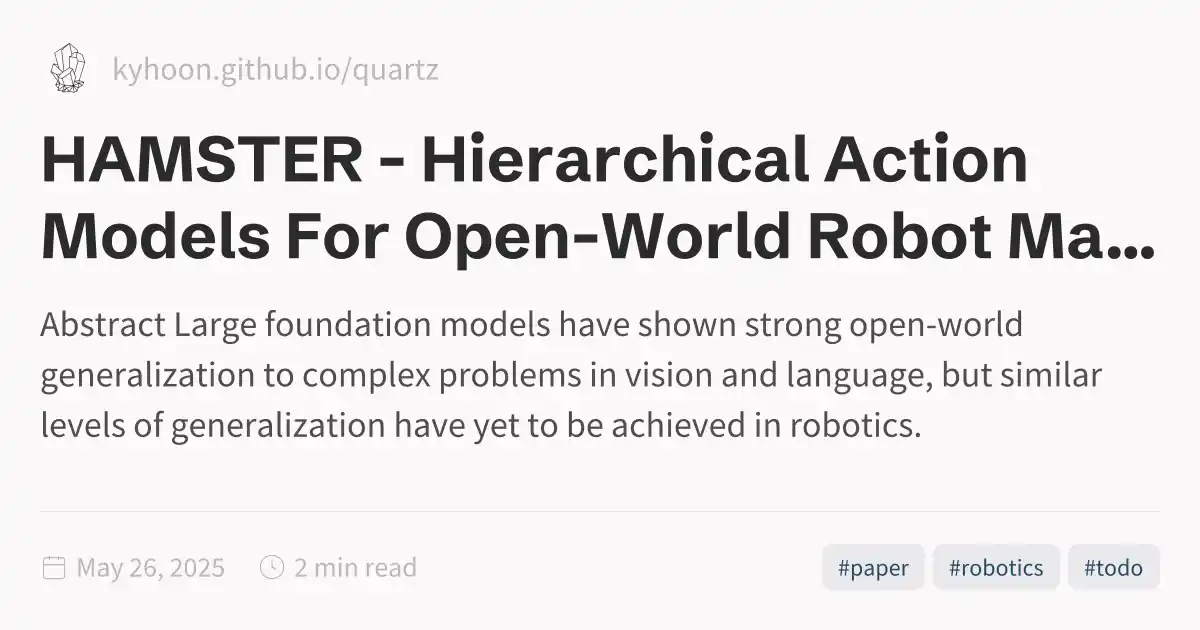 kyhoon.github.io/quartz
HAMSTER - Hierarchical Action
Models For Open-World Robot Ma...
Abstract Large foundation models have shown strong open-world
generalization to complex problems in vision and language, but similar
levels of generalization have yet to be achieved in robotics.
May 26, 2025 2 min read #paper #robotics #todo